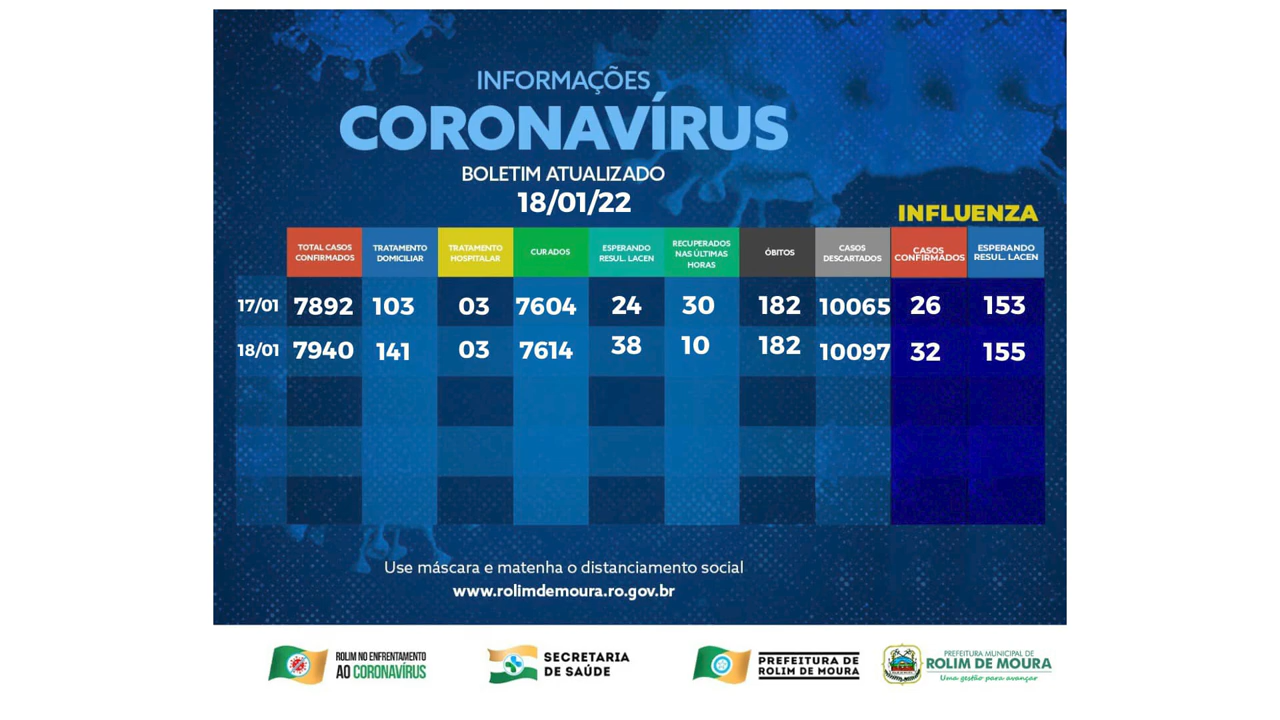 INFORMAÇÕES
CORONAVÍRUS
BOLETIM ATUALIZADO
18/01/22
INFLUENZA
TOTAL CASOS
CONFIRMADOS
TRATAMENTO
DOMICILIAR
TRATAMENTO
HOSPITALAR
CURADOS
ESPERANDO
RESUL. LACEN
RECUPERADOS
NAS ÚLTIMAS
HORAS
ÓBITOS
CASOS
DESCARTADOS
CASOS
CONFIRMADOS
ESPERANDO
RESUL. LACEN
17/01 7892 103 03 7604 24 30 182 10065 26 153
18/01 7940 141 03 7614 38 10 182 10097 32 155
Use máscara e matenha o distanciamento social
www.rolimdemoura.ro.gov.br
ROLIM NO ENFRENTAMENTO
AO CORONAVÍRUS
SECRETARIA
DE SAÚDE
PREFEITURA DE
ROLIM DE MOURA
PREFEITURA MUNICIPAL DE
ROLIM DE MOURA
Uma gestão para avançar